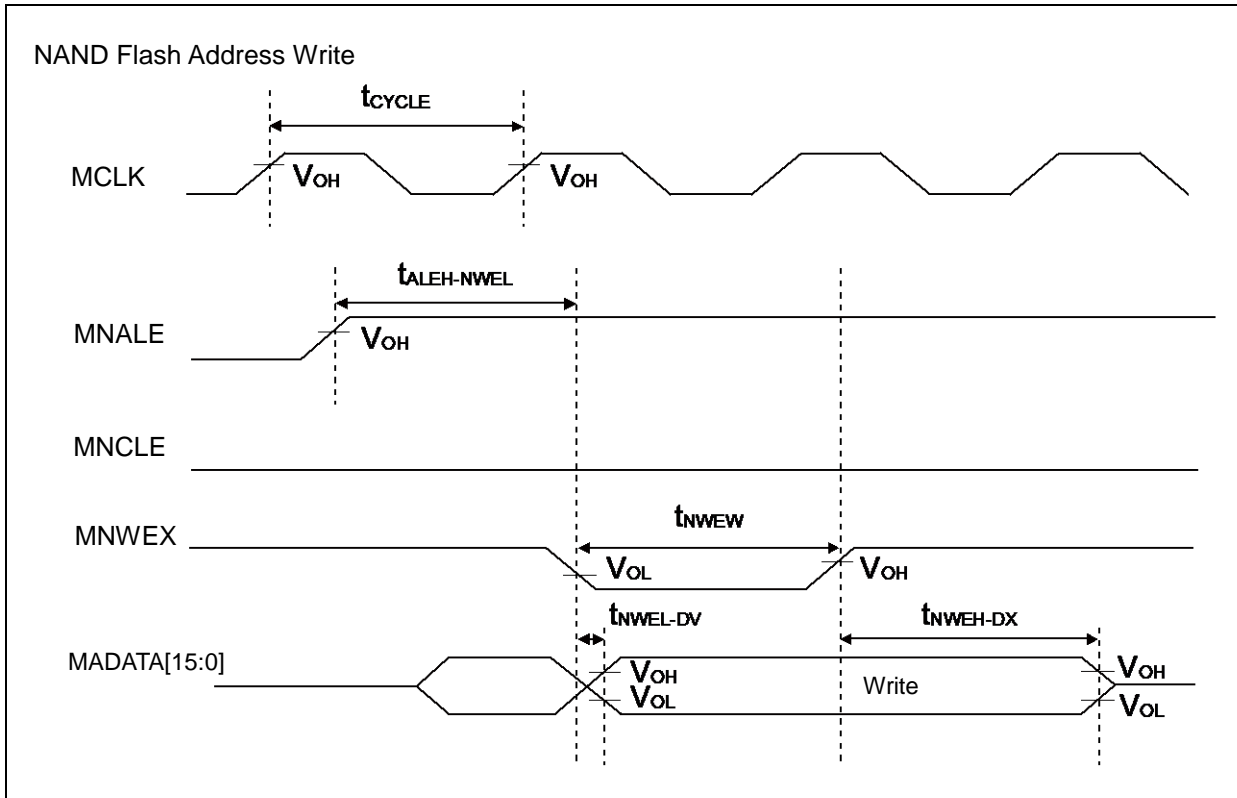 NAND Flash Address Write
tCYCLE
MCLK
VOH
VOH
tALEH-NWEL
MNALE
VOH
MNCLE
MNWEX
tNWEW
VOL
VOH
tNWEL-DV
tNWEH-DX
MADATA[15:0]
VOH
VOL
Write
VOH
VOL